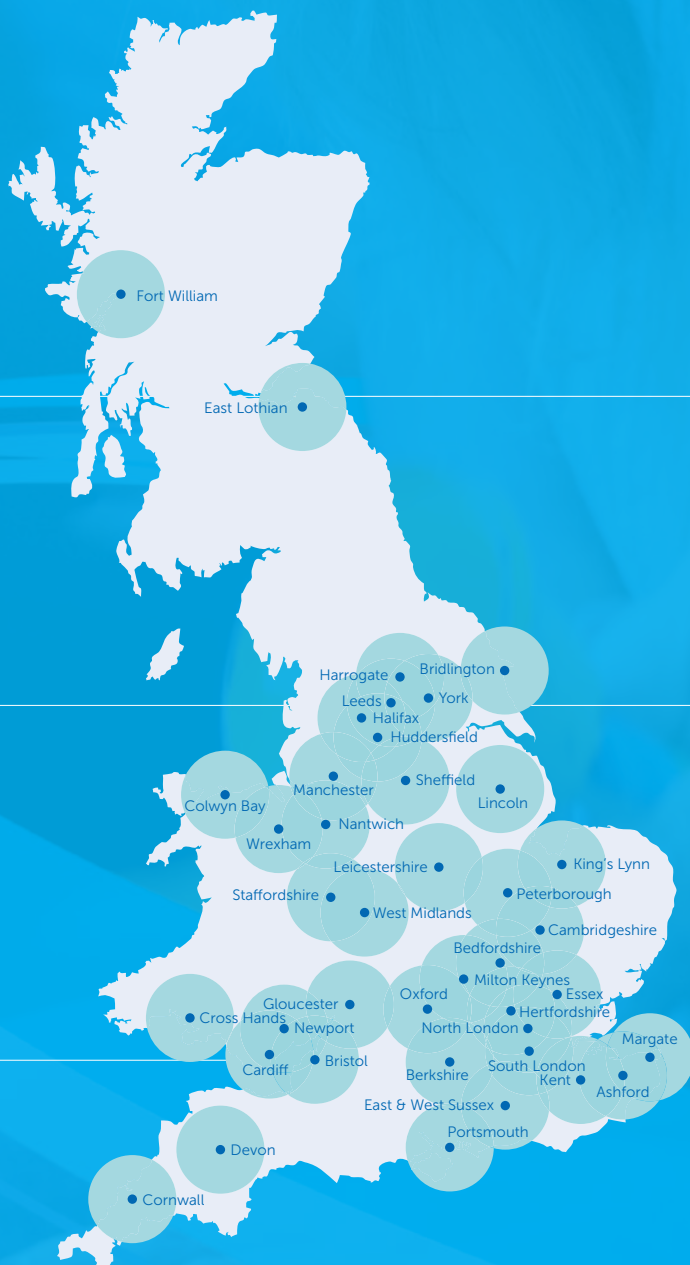 Fort William
East Lothian
Bridlington
Harrogate
York
Leeds
Halifax
Huddersfield
Sheffield
Manchester
Lincoln
Colwyn Bay
Nantwich
Wrexham
King's Lynn
Leicestershire
Peterborough
Staffordshire
West Midlands
Cambridgeshire
Bedfordshire
Milton Keynes
Oxford
Essex
Gloucester
Hertfordshire
Cross Hands
Newport
North London
Margate
Bristol
Cardiff
South London
Berkshire
Kent
Ashford
East & West Sussex
Portsmouth
Devon
Cornwall